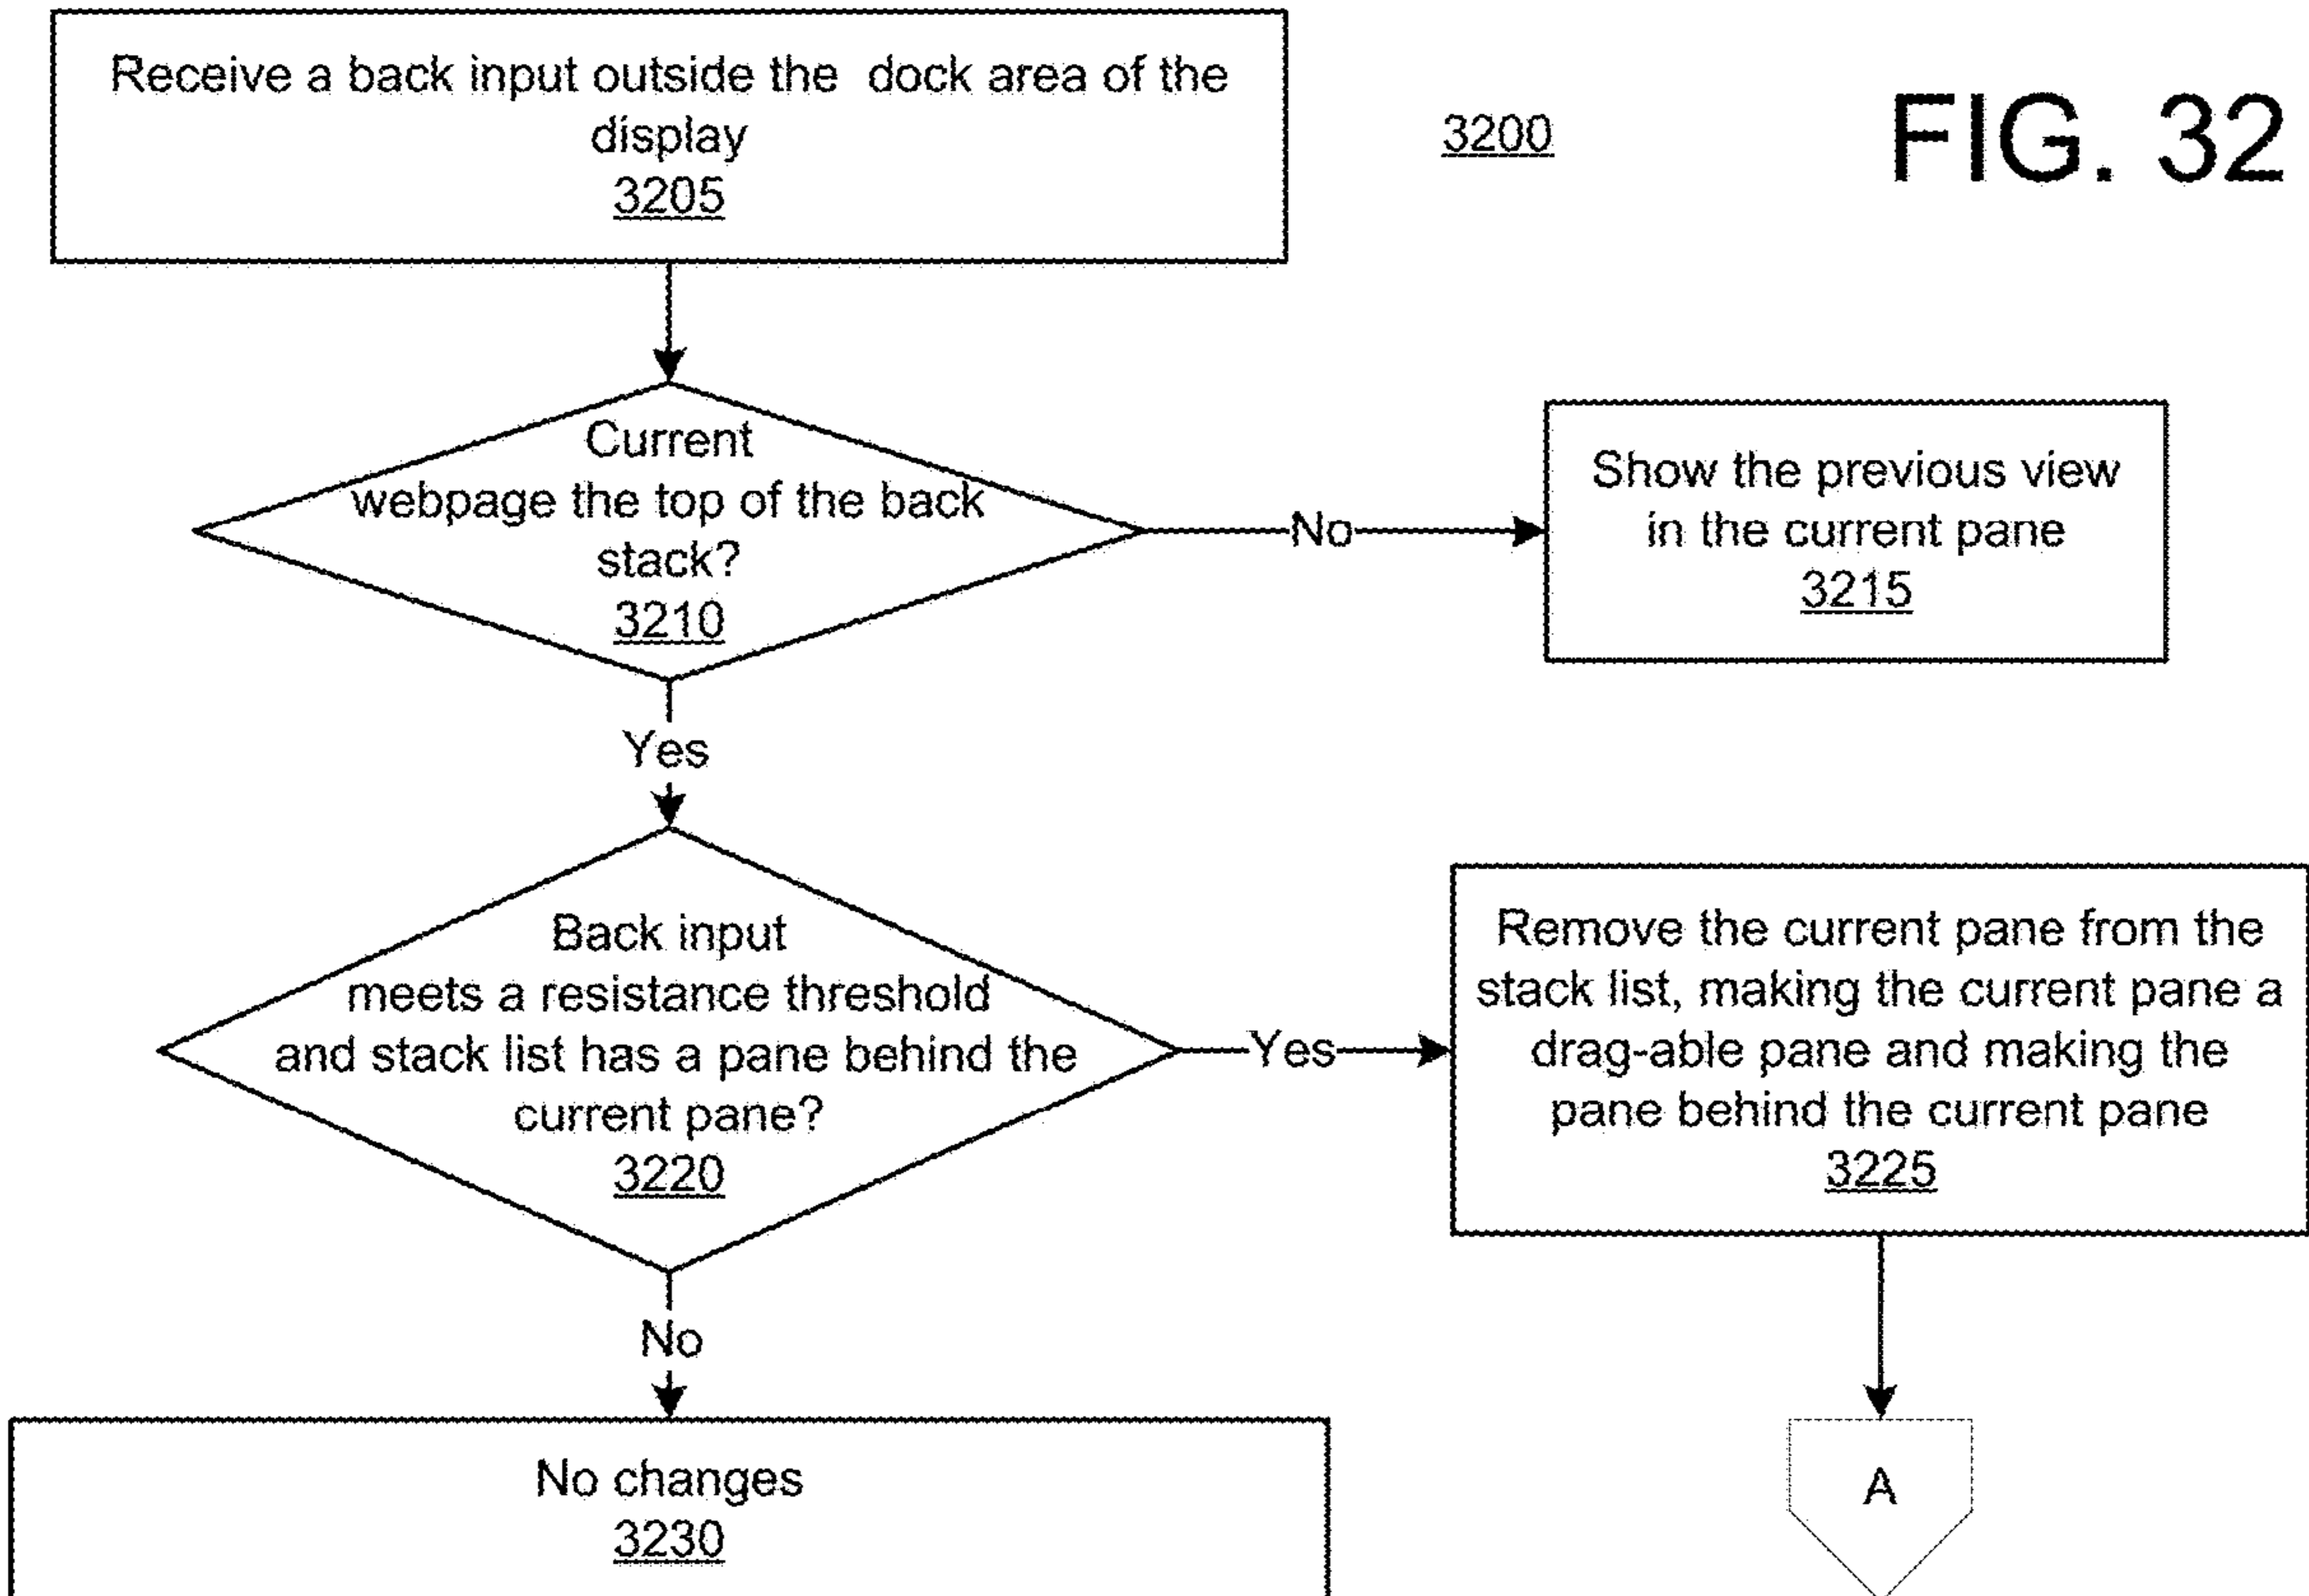 Receive a back input outside the dock area of the
display
3205
3200
FIG. 32
Current
webpage the top of the back
stack?
3210
No
Show the previous view
in the current pane
3215
Yes
Back input
meets a resistance threshold
and stack list has a pane behind the
current pane?
3220
Yes
Remove the current pane from the
stack list, making the current pane a
drag-able pane and making the
pane behind the current pane
3225
No
No changes
3230
A